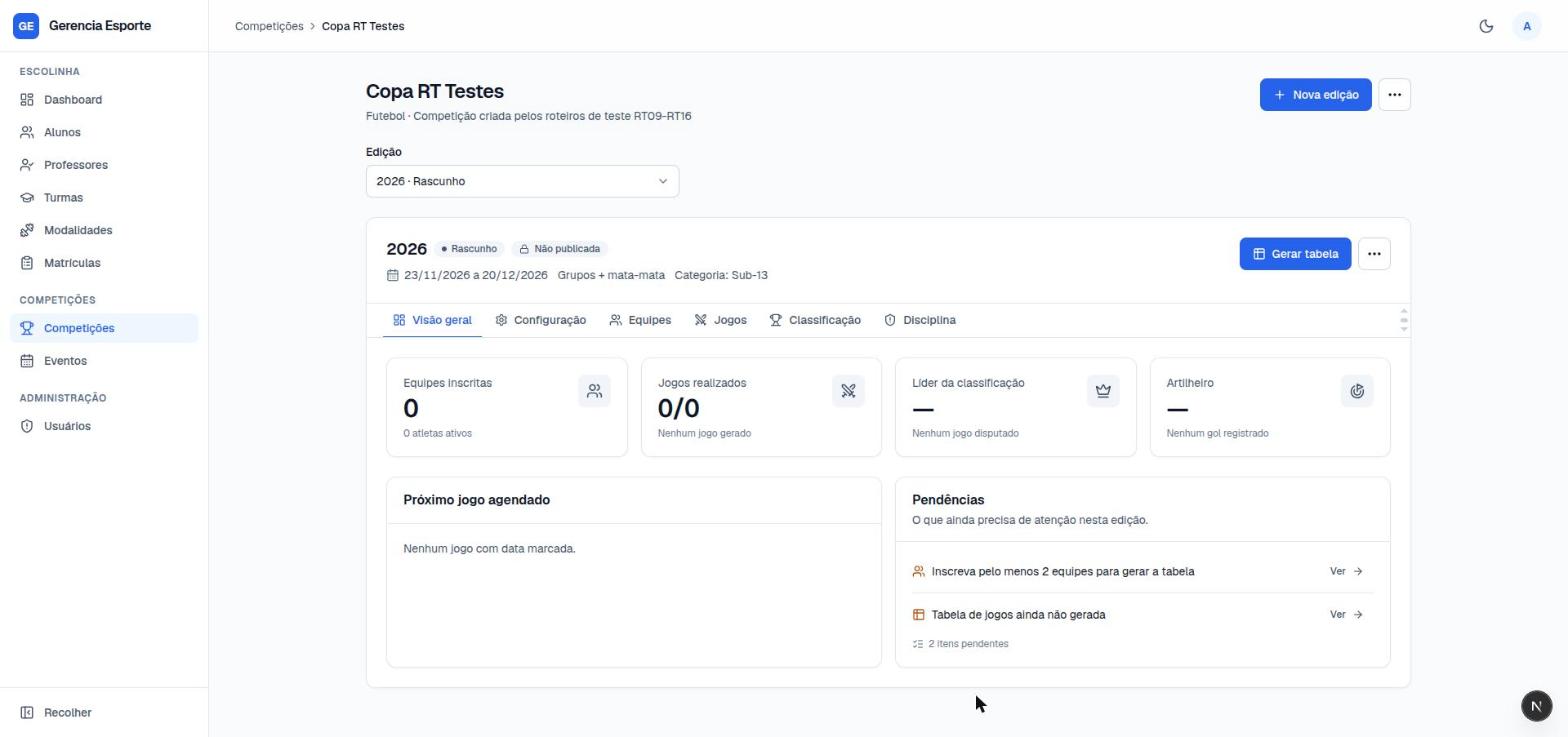 GE Gerencia Esporte
Competições > Copa RT Testes
A
ESCOLINHA
Dashboard
Alunos
Professores
Turmas
Modalidades
Matrículas
COMPETIÇÕES
Competições
Eventos
ADMINISTRAÇÃO
Usuários
Recolher
Copa RT Testes
Futebol · Competição criada pelos roteiros de teste RT09-RT16
+ Nova edição
Edição
2026 · Rascunho
2026 Rascunho Não publicada
23/11/2026 a 20/12/2026 Grupos + mata-mata Categoria: Sub-13
Gerar tabela
Visão geral Configuração Equipes Jogos Classificação Disciplina
Equipes inscritas
0
0 atletas ativos
Jogos realizados
0/0
Nenhum jogo gerado
Líder da classificação
—
Nenhum jogo disputado
Artilheiro
—
Nenhum gol registrado
Próximo jogo agendado
Nenhum jogo com data marcada.
Pendências
O que ainda precisa de atenção nesta edição.
Inscreva pelo menos 2 equipes para gerar a tabela Ver →
Tabela de jogos ainda não gerada Ver →
2 itens pendentes
N